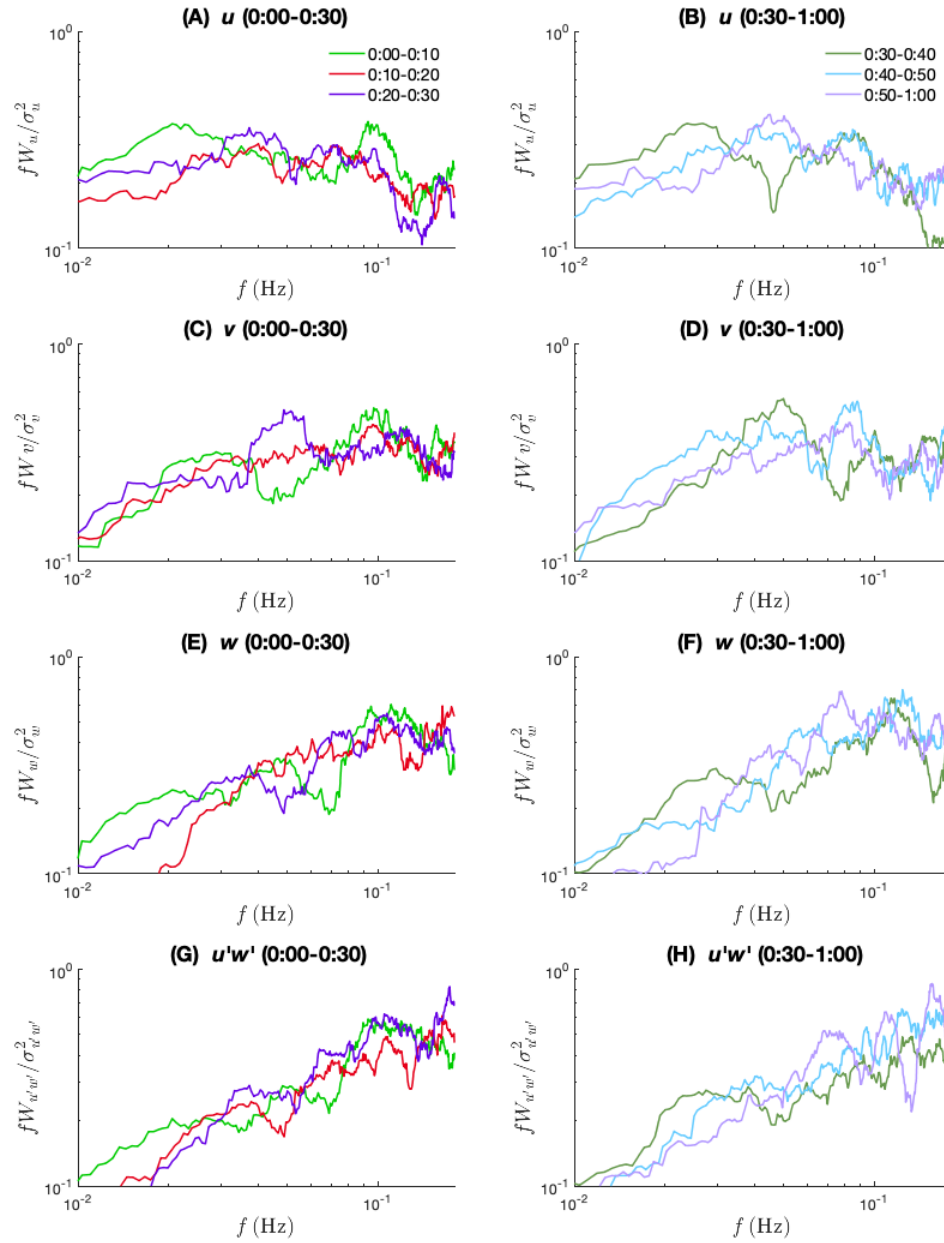 (A) u (0:00-0:30)
10^0
0:00-0:10
0:10-0:20
0:20-0:30
fW_u/σ_u^2
10^-1
10^-2
10^-1
f (Hz)
(B) u (0:30-1:00)
10^0
0:30-0:40
0:40-0:50
0:50-1:00
fW_u/σ_u^2
10^-1
10^-2
10^-1
f (Hz)
(C) v (0:00-0:30)
10^0
fW v/σ_v^2
10^-1
10^-2
10^-1
f (Hz)
(D) v (0:30-1:00)
10^0
fW v/σ_v^2
10^-1
10^-2
10^-1
f (Hz)
(E) w (0:00-0:30)
10^0
fW_w/σ_w^2
10^-1
10^-2
10^-1
f (Hz)
(F) w (0:30-1:00)
10^0
fW_w/σ_w^2
10^-1
10^-2
10^-1
f (Hz)
(G) u'w' (0:00-0:30)
10^0
fW_u'w'/σ_u'w'^2
10^-1
10^-2
10^-1
f (Hz)
(H) u'w' (0:30-1:00)
10^0
fW_u'w'/σ_u'w'^2
10^-1
10^-2
10^-1
f (Hz)